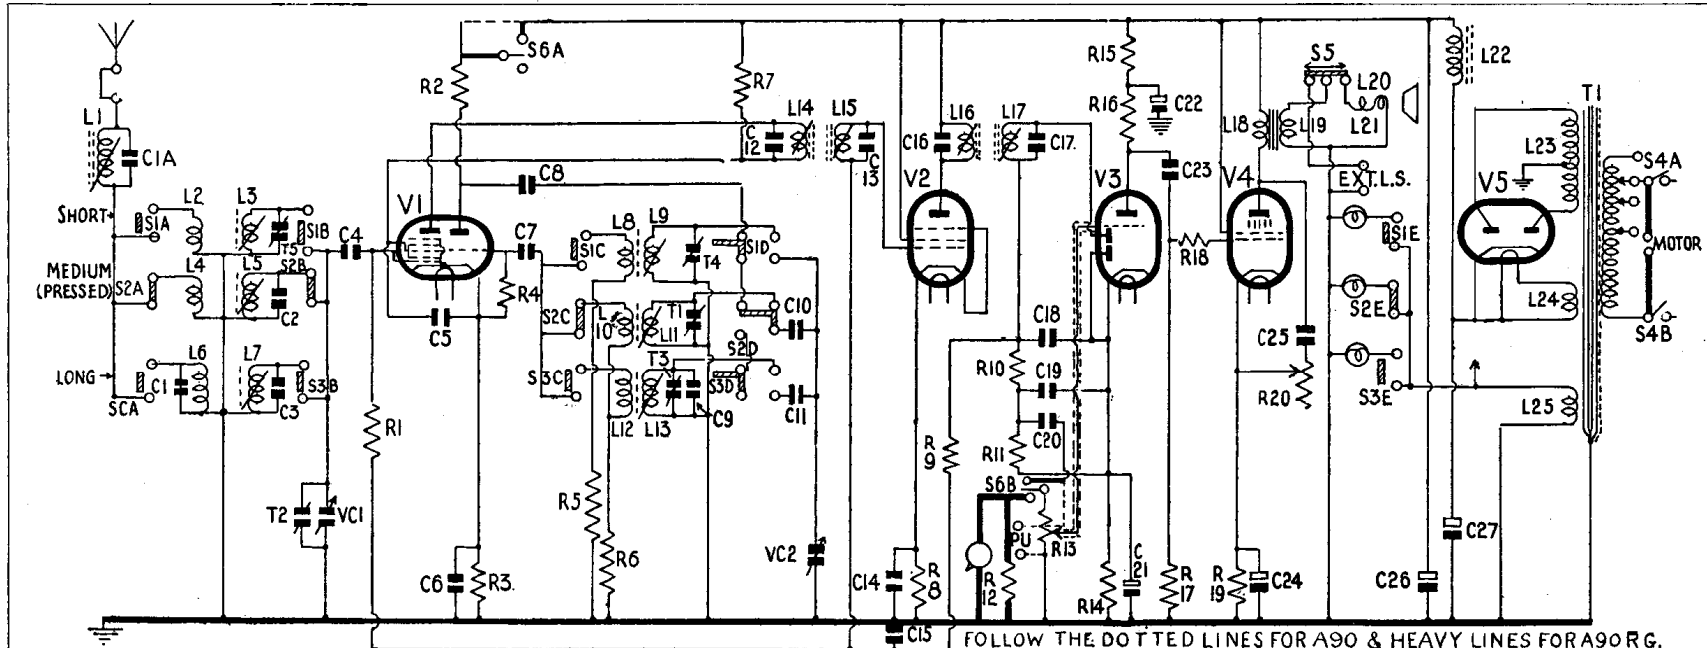 S6A
L1
C1A
R2
R7
L14
L15
C 12
C 13
R15
R16
C22
L16
L17
C16
C17.
C23
S5
L20
L18
L19
L21
L22
T1
L23
S4A
SHORT
S1A
L2
L3
T5
S1B
C4
V1
C8
C7
L8
L9
S1C
T4
S1D
V2
V3
V4
R18
EXT.L.S.
S1E
V5
MOTOR
MEDIUM
(PRESSED)
S2A
L4
L5
S2B
C2
R4
C5
S2C
L 10
T1
L11
C10
S2D
C18
C25
S2E
L24
S4B
LONG
C1
SCA
L6
L7
C3
S3B
R1
S3C
T3
S3D
C9
C11
L12
L13
R10
C19
C20
R11
R 9
R20
S3E
L25
T2
VC1
R5
R6
VC2
S6B
PU
R13
C27
C6
R3.
C14
R 8
R 12
R14
C 21
R 17
R 19
C24
C26
C15
FOLLOW THE DOTTED LINES FOR A90 & HEAVY LINES FOR A90RG.